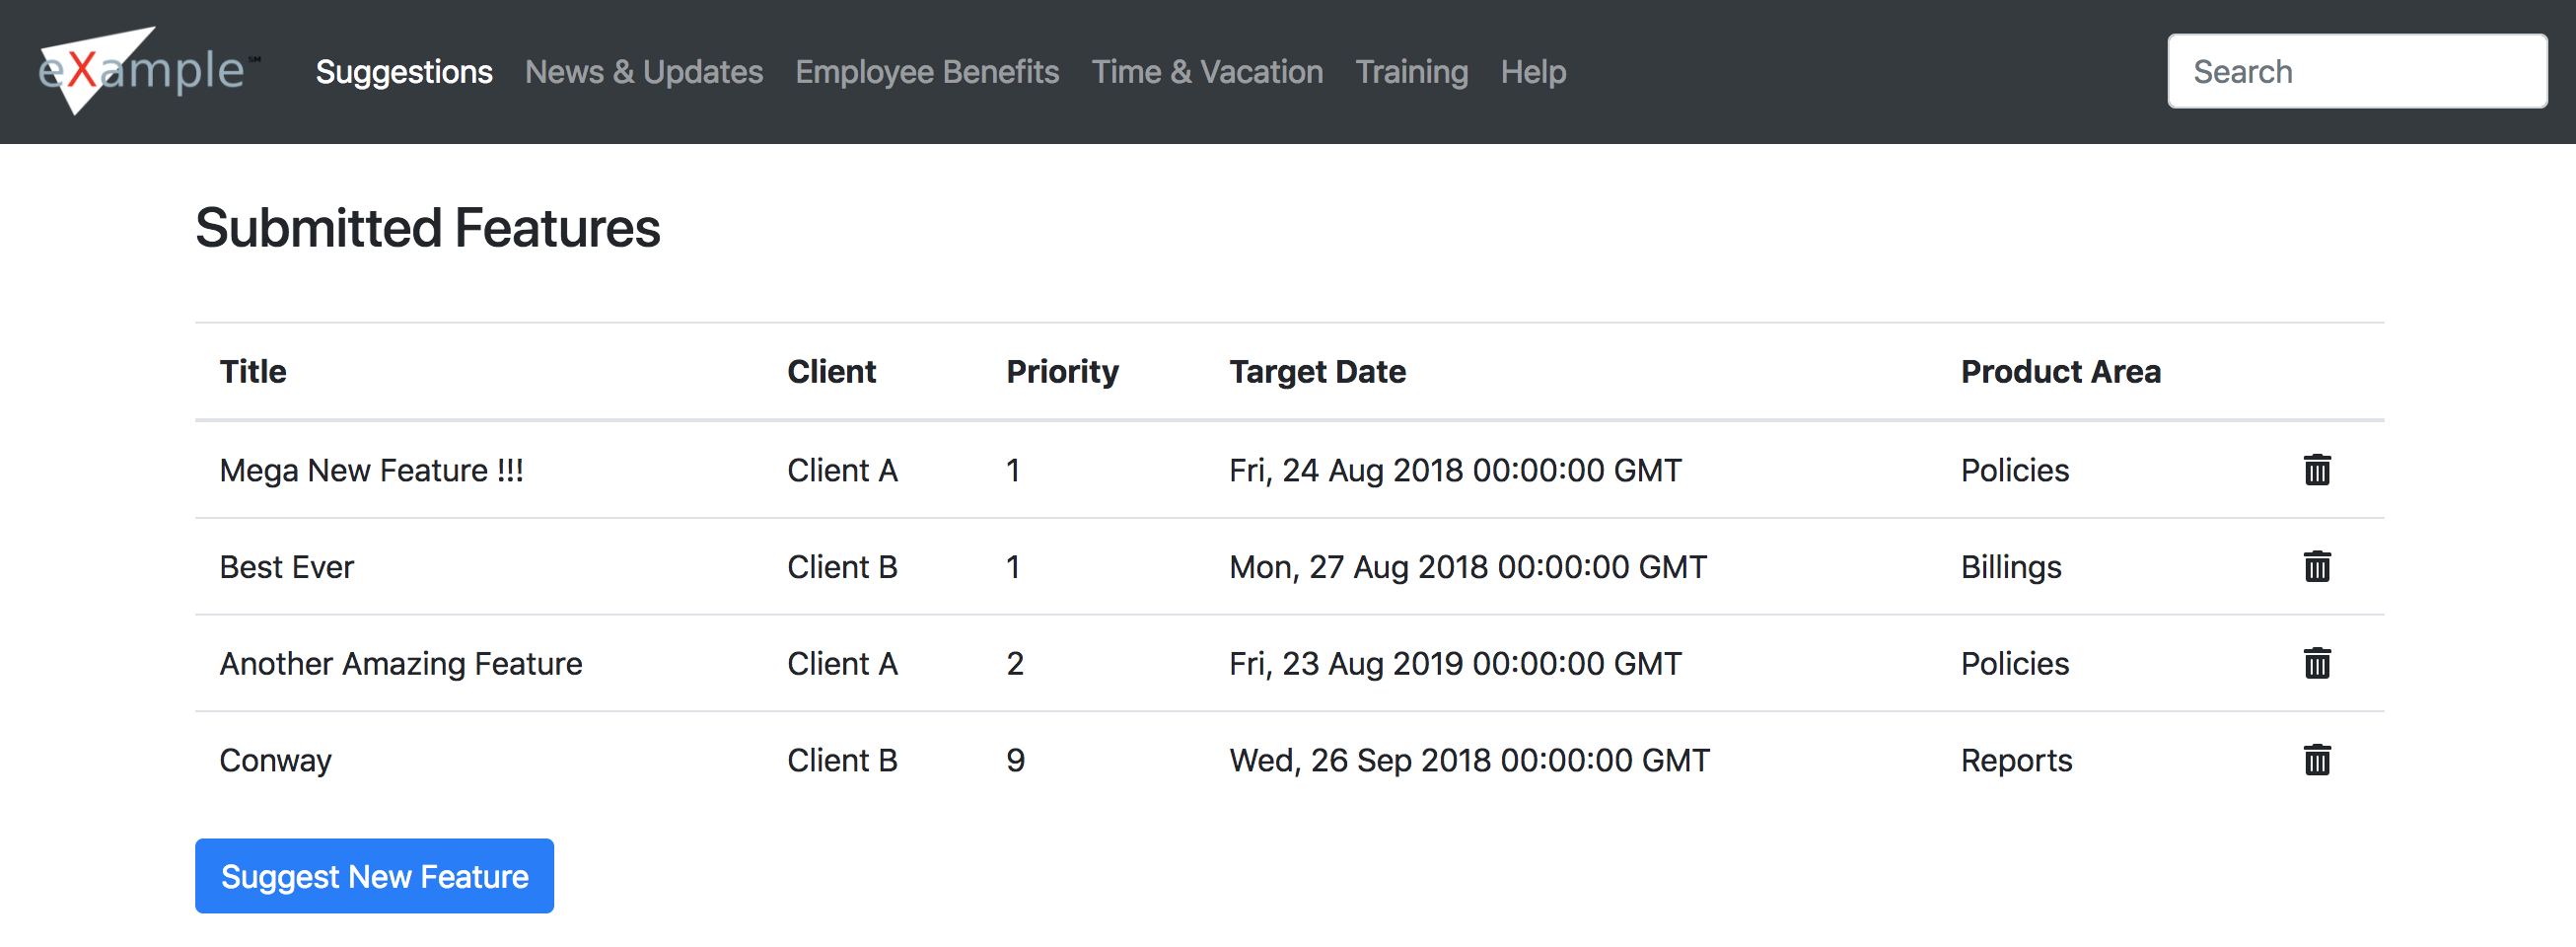 eXample℠ Suggestions News & Updates Employee Benefits Time & Vacation Training Help Search
Submitted Features
Title Client Priority Target Date Product Area
Mega New Feature !!! Client A 1 Fri, 24 Aug 2018 00:00:00 GMT Policies
Best Ever Client B 1 Mon, 27 Aug 2018 00:00:00 GMT Billings
Another Amazing Feature Client A 2 Fri, 23 Aug 2019 00:00:00 GMT Policies
Conway Client B 9 Wed, 26 Sep 2018 00:00:00 GMT Reports
Suggest New Feature